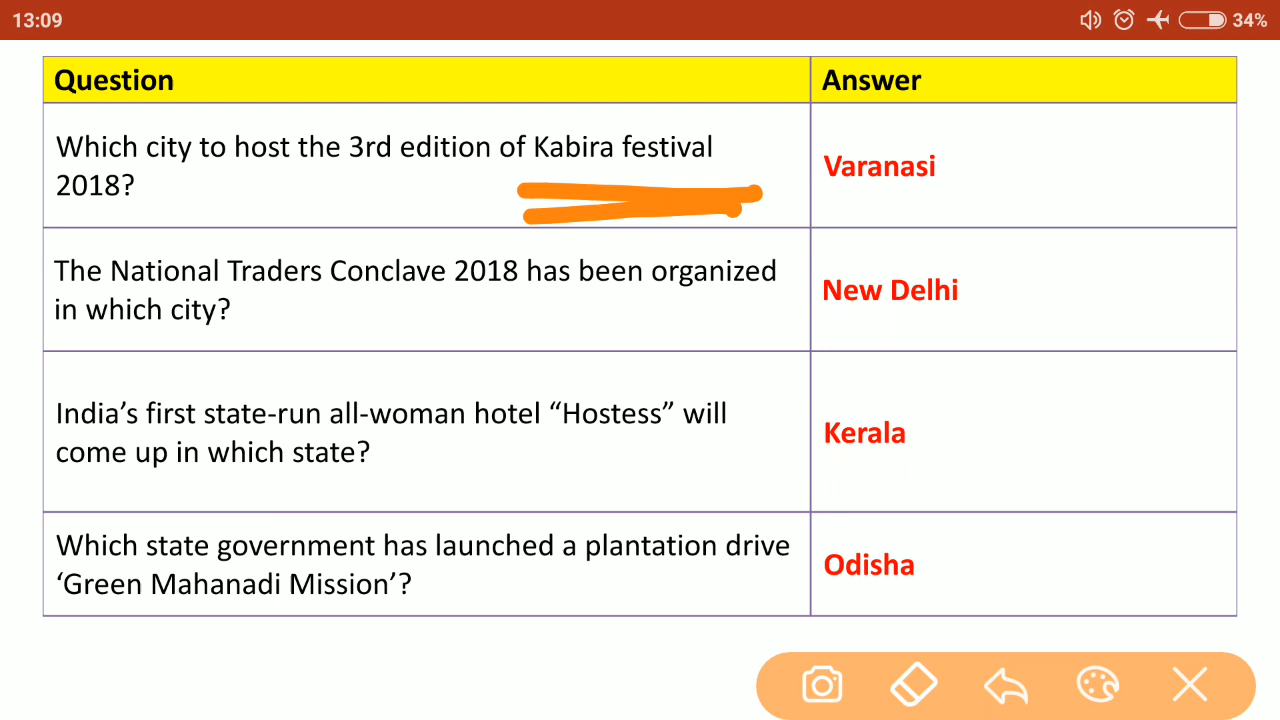 13:09
34%
Question
Answer
Which city to host the 3rd edition of Kabira festival
2018?
Varanasi
The National Traders Conclave 2018 has been organized
in which city?
New Delhi
India’s first state-run all-woman hotel “Hostess” will
come up in which state?
Kerala
Which state government has launched a plantation drive
‘Green Mahanadi Mission’?
Odisha